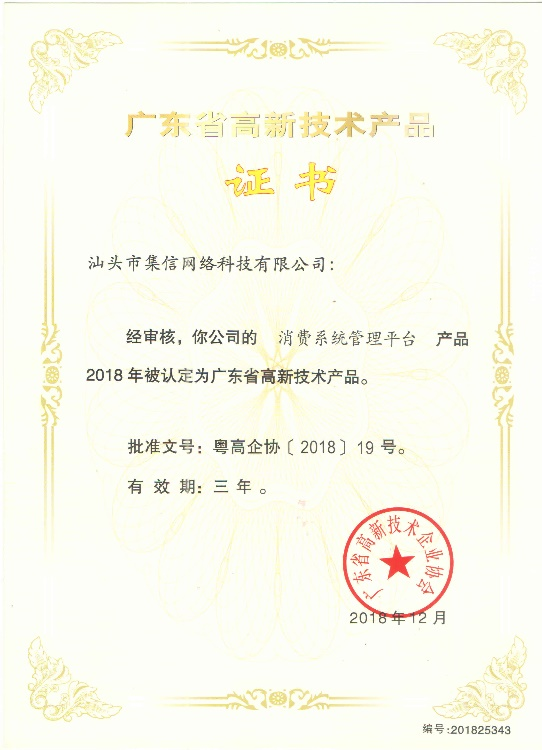 广东省高新技术产品
证书
汕头市集信网络科技有限公司：
经审核，你公司的 消费系统管理平台 产品
2018年被认定为广东省高新技术产品。
批准文号：粤高企协〔2018〕19号。
有效期：三年。
广东省高新技术企业协会
2018年12月
编号：201825343